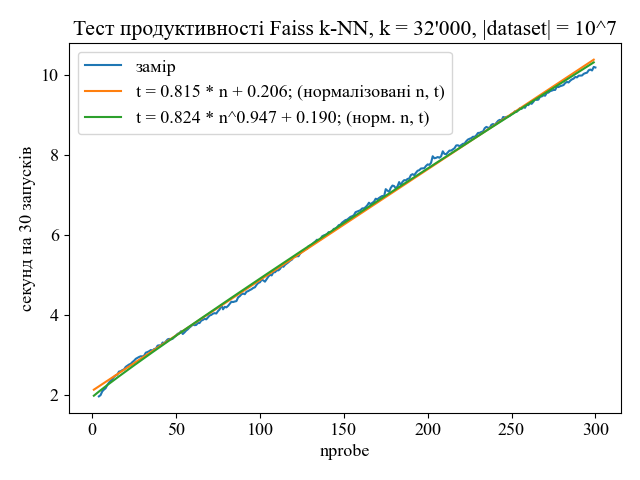 Тест продуктивності Faiss k-NN, k = 32'000, |dataset| = 10^7
замір
t = 0.815 * n + 0.206; (нормалізовані n, t)
t = 0.824 * n^0.947 + 0.190; (норм. n, t)
секунд на 30 запусків
10
8
6
4
2
0
50
100
150
200
250
300
nprobe